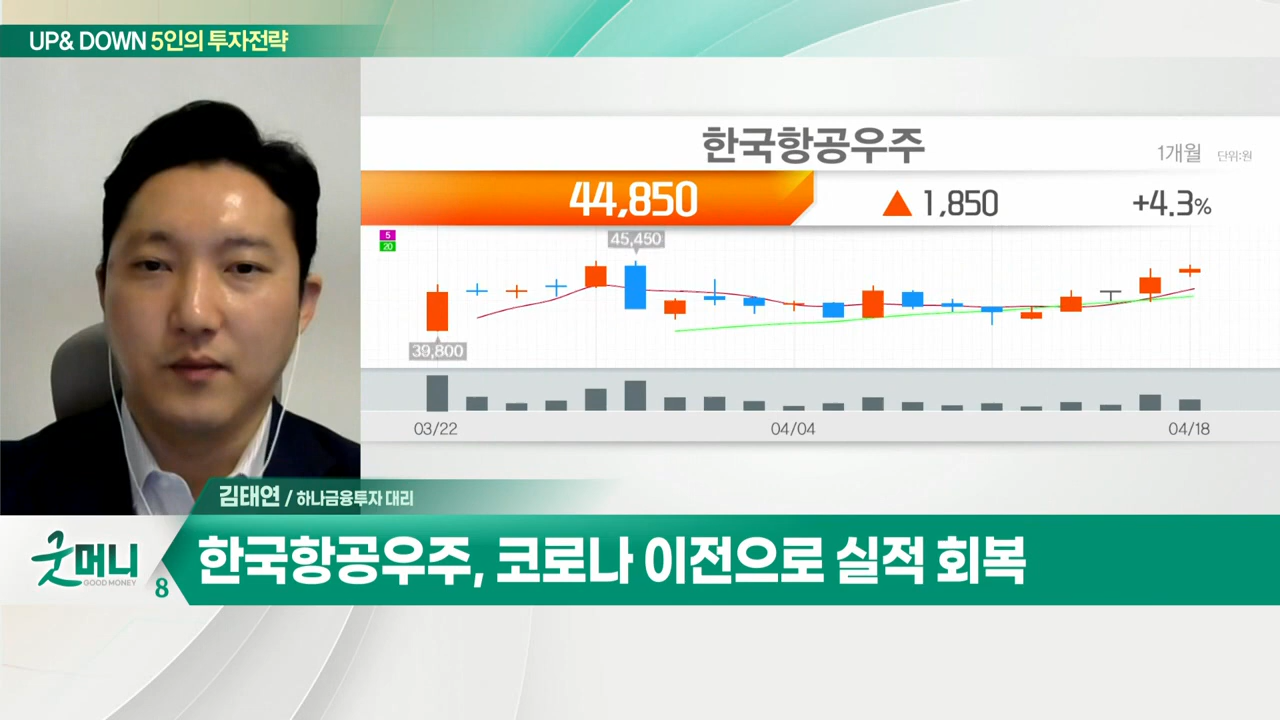 UP& DOWN 5인의 투자전략
한국항공우주
1개월 단위:원
44,850 ▲ 1,850 +4.3%
5
20
45,450
39,800
03/22 04/04 04/18
김태연 / 하나금융투자 대리
굿머니
GOOD MONEY
8
한국항공우주, 코로나 이전으로 실적 회복